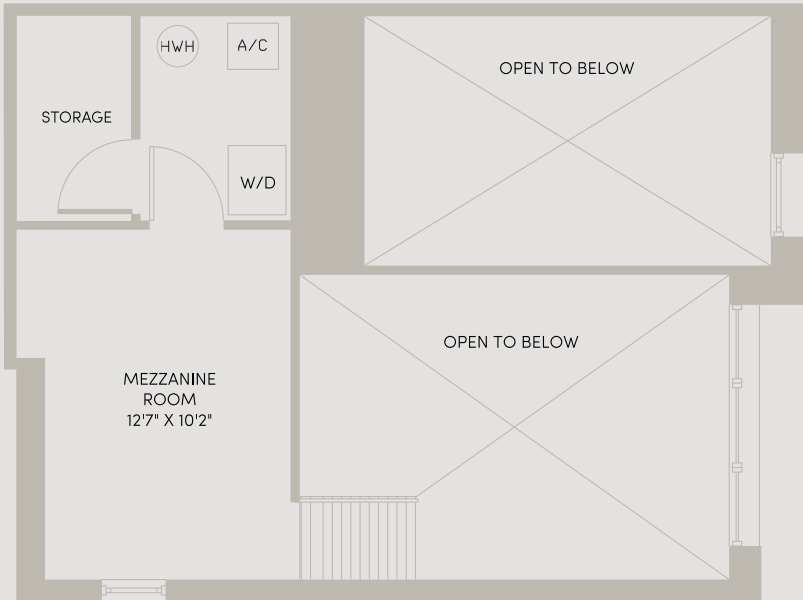 HWH
A/C
OPEN TO BELOW
STORAGE
W/D
OPEN TO BELOW
MEZZANINE
ROOM
12'7" X 10'2"